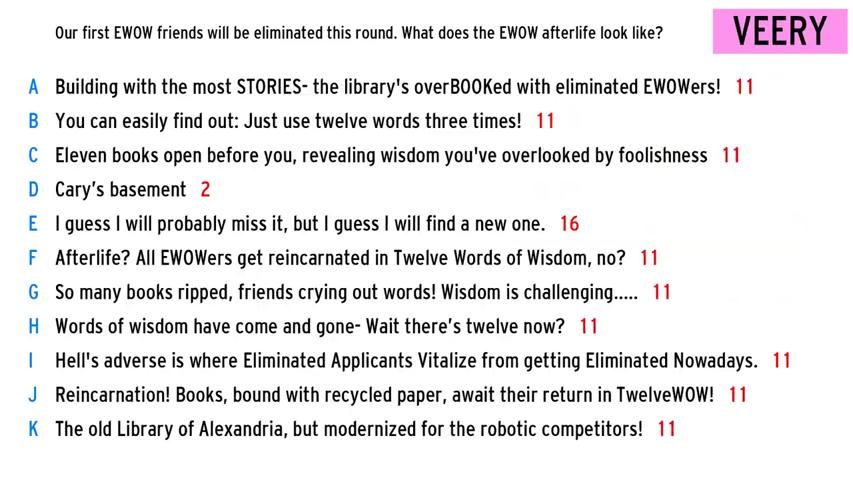 Our first EWOW friends will be eliminated this round. What does the EWOW afterlife look like?
VEERY
A Building with the most STORIES- the library's overBOOKed with eliminated EWOWers! 11
B You can easily find out: Just use twelve words three times! 11
C Eleven books open before you, revealing wisdom you've overlooked by foolishness 11
D Cary's basement 2
E I guess I will probably miss it, but I guess I will find a new one. 16
F Afterlife? All EWOWers get reincarnated in Twelve Words of Wisdom, no? 11
G So many books ripped, friends crying out words! Wisdom is challenging..... 11
H Words of wisdom have come and gone- Wait there's twelve now? 11
I Hell's adverse is where Eliminated Applicants Vitalize from getting Eliminated Nowadays. 11
J Reincarnation! Books, bound with recycled paper, await their return in TwelveWOW! 11
K The old Library of Alexandria, but modernized for the robotic competitors! 11